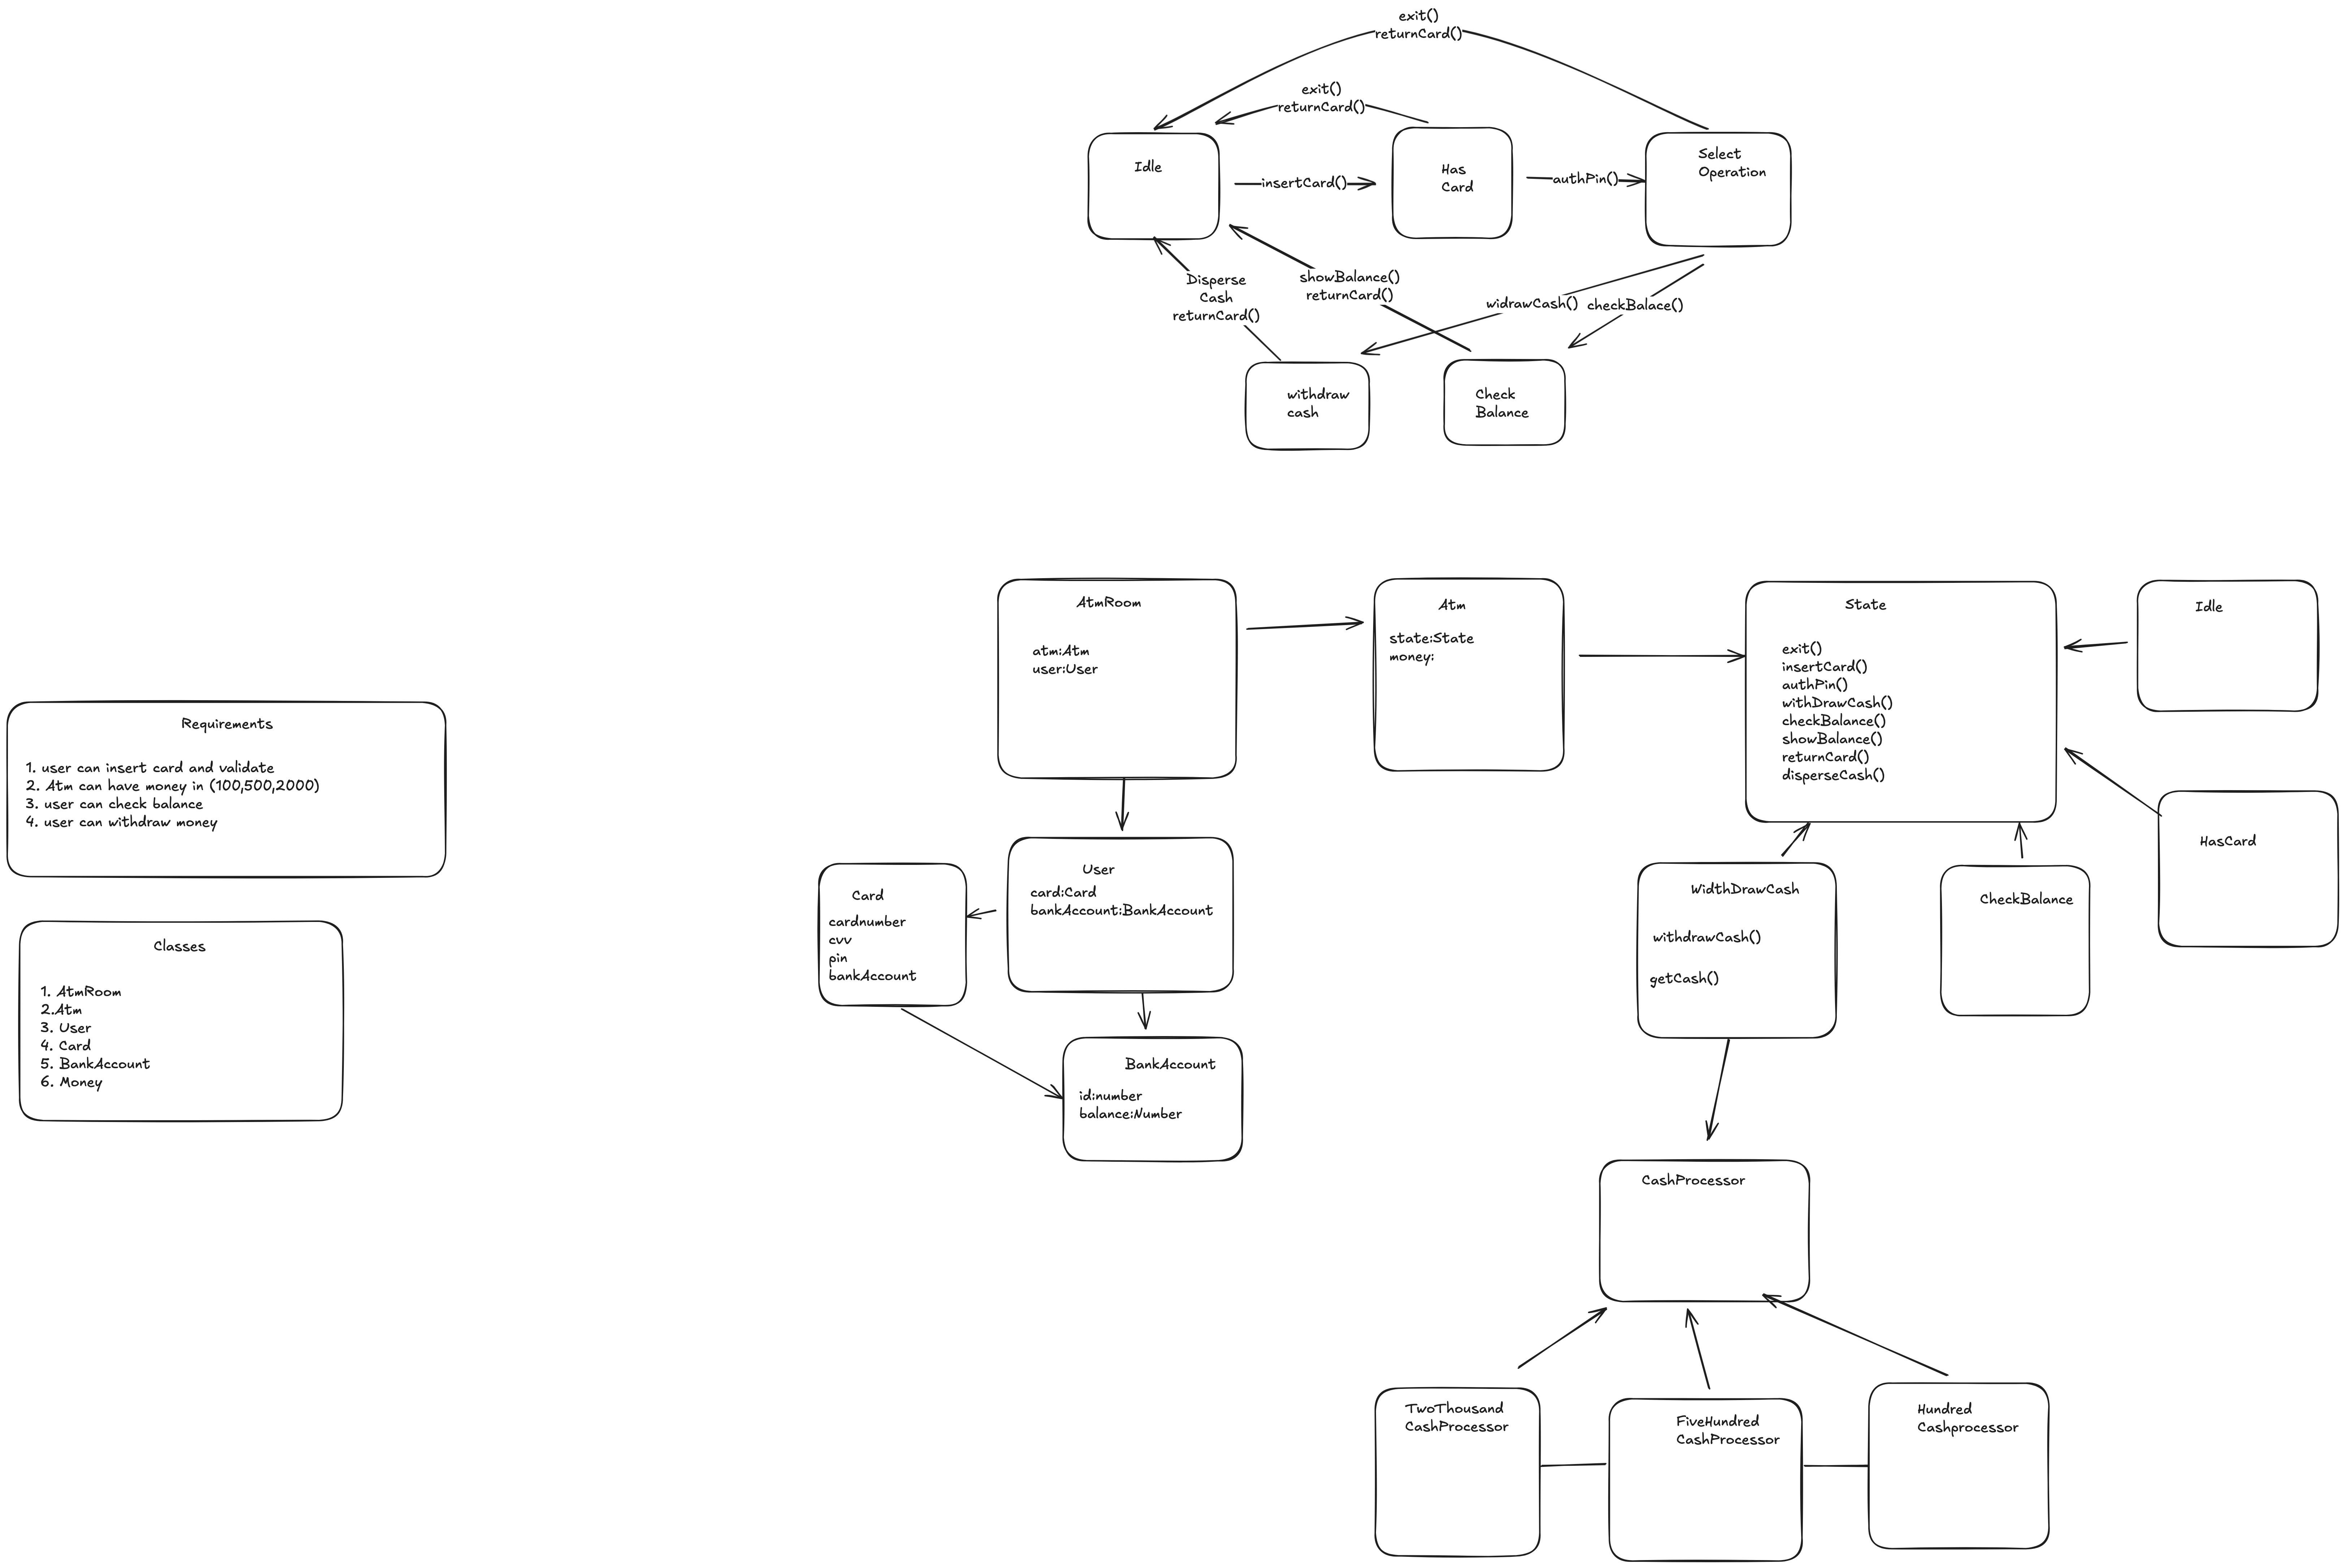 exit()
returnCard()
exit()
returnCard()
Idle
insertCard()
Has
Card
authPin()
Select
Operation
Disperse
Cash
returnCard()
showBalance()
returnCard()
widrawCash()
checkBalace()
withdraw
cash
Check
Balance
Requirements
1. user can insert card and validate
2. Atm can have money in (100,500,2000)
3. user can check balance
4. user can withdraw money
Classes
1. AtmRoom
2.Atm
3. User
4. Card
5. BankAccount
6. Money
AtmRoom
atm:Atm
user:User
Atm
state:State
money:
State
exit()
insertCard()
authPin()
withDrawCash()
checkBalance()
showBalance()
returnCard()
disperseCash()
Idle
HasCard
Card
cardnumber
cvv
pin
bankAccount
User
card:Card
bankAccount:BankAccount
BankAccount
id:number
balance:Number
WidthDrawCash
withdrawCash()
getCash()
CheckBalance
CashProcessor
TwoThousand
CashProcessor
FiveHundred
CashProcessor
Hundred
Cashprocessor